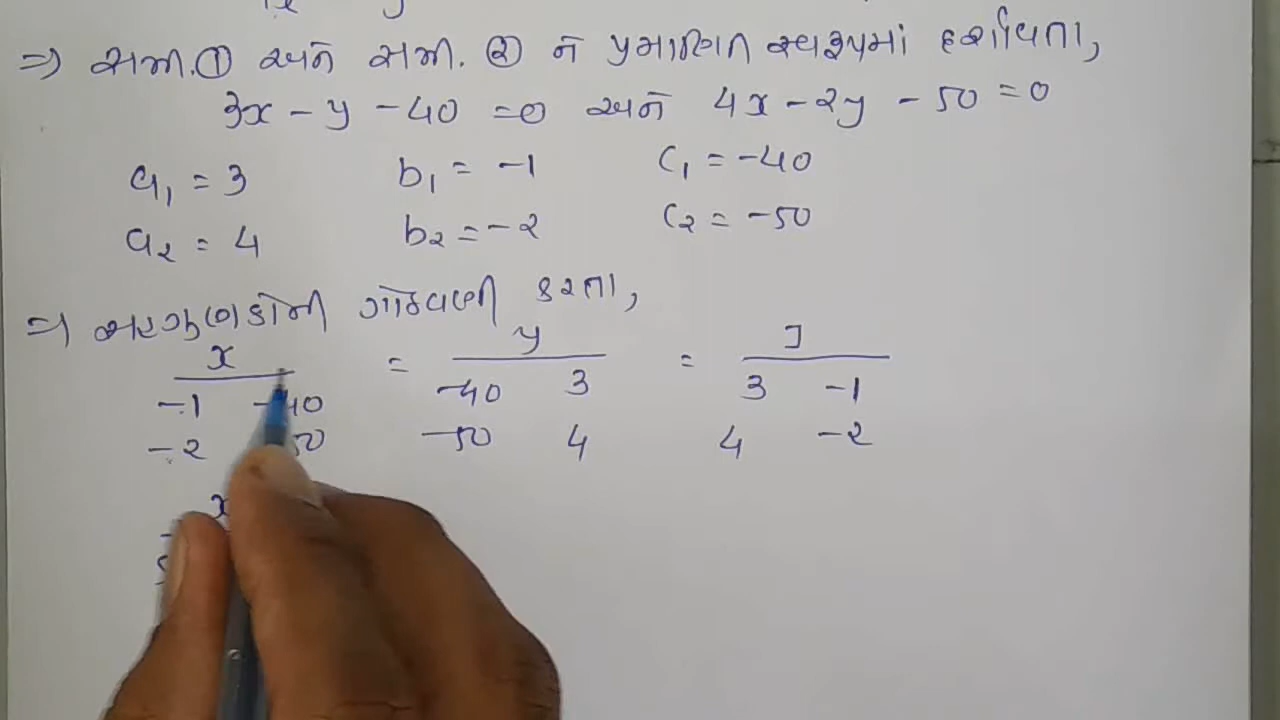 ⇒ સમી. ① અને સમી. ② ને પ્રમાણિત સ્વરૂપમાં દર્શાવતા,
3x - y - 40 = 0 અને 4x - 2y - 50 = 0
a₁ = 3 b₁ = -1 c₁ = -40
a₂ = 4 b₂ = -2 c₂ = -50
⇒ સહગુણકોની ગોઠવણી કરતા,
x = y = 1
-1 -40 -40 3 3 -1
-2 50 -50 4 4 -2
x